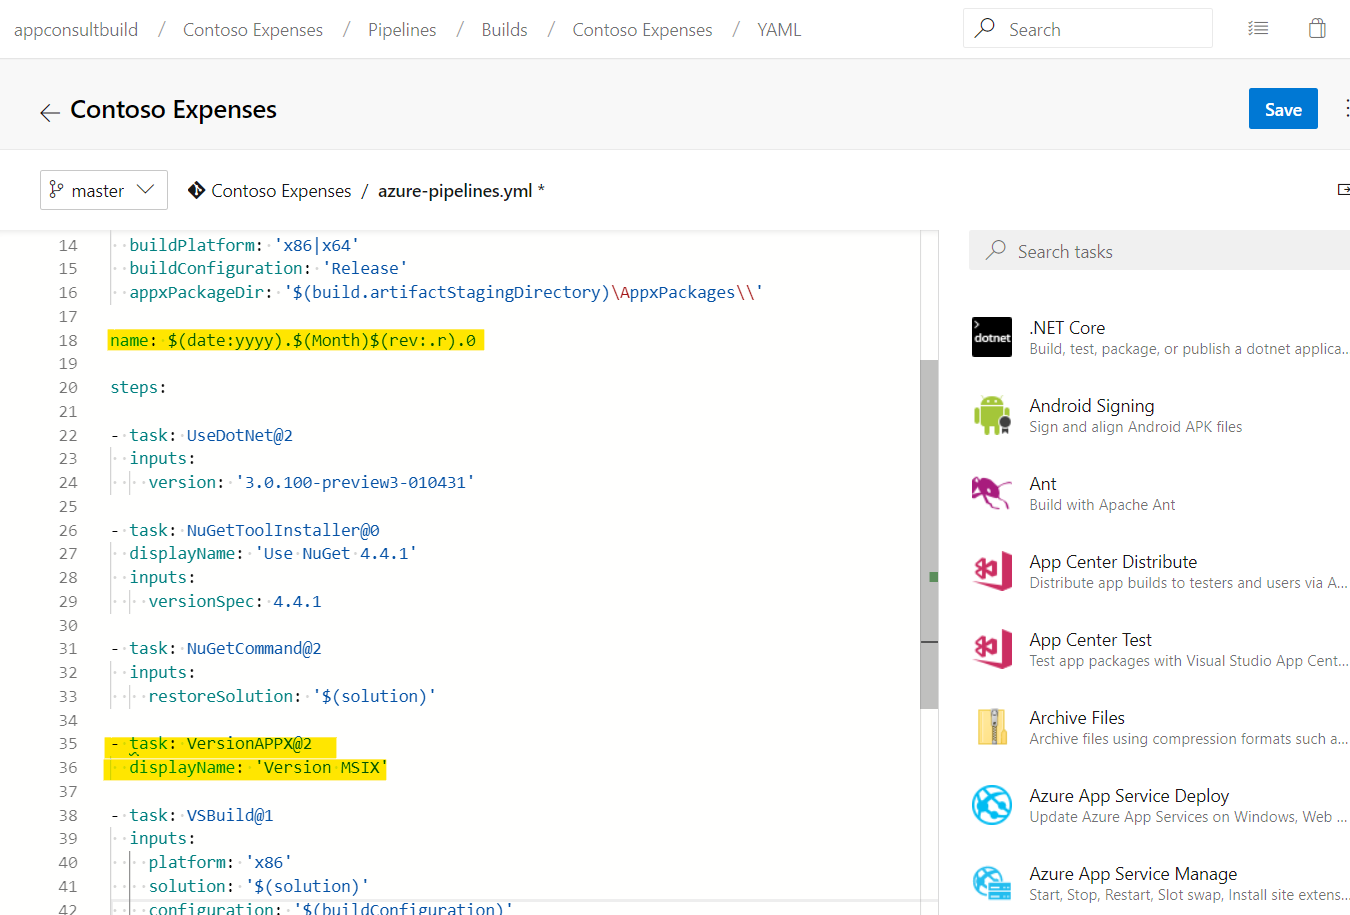 appconsultbuild / Contoso Expenses / Pipelines / Builds / Contoso Expenses / YAML
Search
Contoso Expenses
Save
master
Contoso Expenses / azure-pipelines.yml *
14 buildPlatform: 'x86|x64'
15 buildConfiguration: 'Release'
16 appxPackageDir: '$(build.artifactStagingDirectory)\AppxPackages\\'
17
18 name: $(date:yyyy).$(Month)$(rev:.r).0
19
20 steps:
21
22 - task: UseDotNet@2
23 inputs:
24 version: '3.0.100-preview3-010431'
25
26 - task: NuGetToolInstaller@0
27 displayName: 'Use NuGet 4.4.1'
28 inputs:
29 versionSpec: 4.4.1
30
31 - task: NuGetCommand@2
32 inputs:
33 restoreSolution: '$(solution)'
34
35 - task: VersionAPPX@2
36 displayName: 'Version MSIX'
37
38 - task: VSBuild@1
39 inputs:
40 platform: 'x86'
41 solution: '$(solution)'
42 configuration: '$(buildConfiguration)'
Search tasks
dotnet
.NET Core
Build, test, package, or publish a dotnet applica...
Android Signing
Sign and align Android APK files
Ant
Build with Apache Ant
App Center Distribute
Distribute app builds to testers and users via A...
App Center Test
Test app packages with Visual Studio App Cent...
Archive Files
Archive files using compression formats such a...
Azure App Service Deploy
Update Azure App Services on Windows, Web ...
Azure App Service Manage
Start, Stop, Restart, Slot swap, Install site extens...